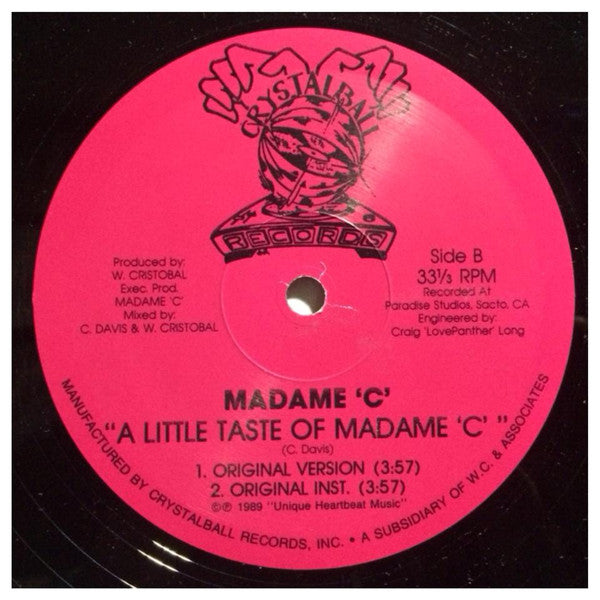 CRYSTALBALL
RECORDS
Produced by:
W. CRISTOBAL
Exec. Prod.
MADAME 'C'
Mixed by:
C. DAVIS & W. CRISTOBAL
Side B
33⅓ RPM
Recorded At
Paradise Studios, Sacto, CA
Engineered by:
Craig 'LovePanther' Long
MADAME 'C'
"A LITTLE TASTE OF MADAME 'C' "
(C. Davis)
1. ORIGINAL VERSION (3:57)
2. ORIGINAL INST. (3:57)
©℗ 1989 "Unique Heartbeat Music"
MANUFACTURED BY CRYSTALBALL RECORDS, INC. • A SUBSIDIARY OF W.C. & ASSOCIATES